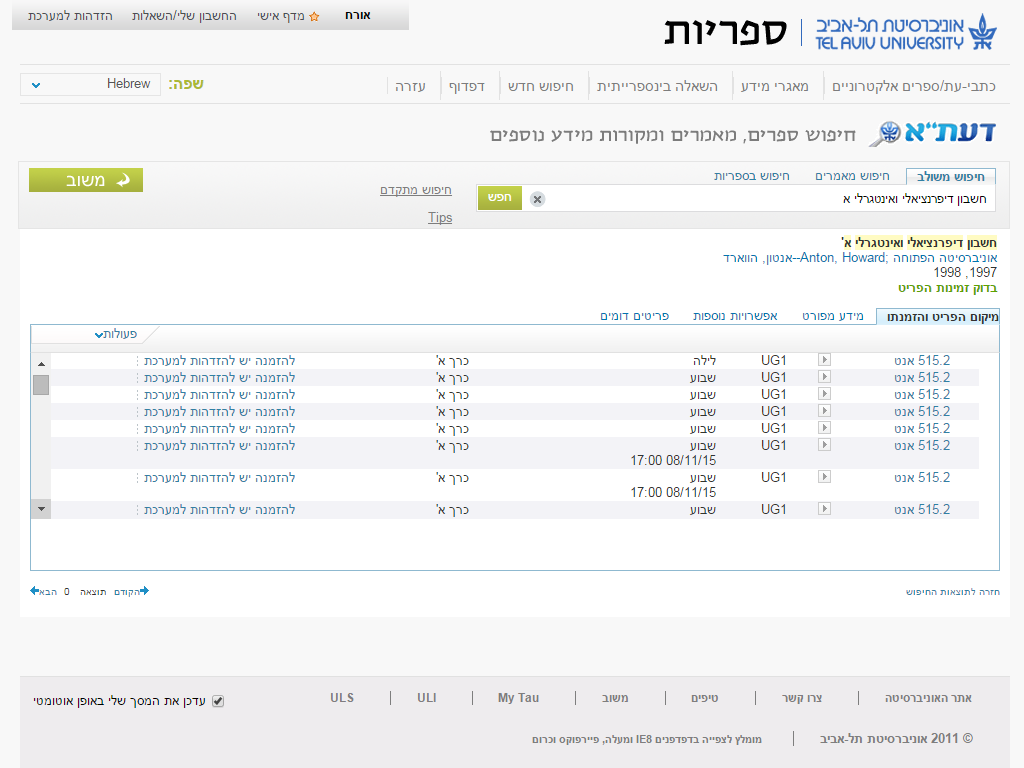 אורח
מדף אישי
החשבון שלי/השאלות
הזדהות למערכת
אוניברסיטת תל-אביב
TEL AVIV UNIVERSITY
ספריות
כתבי-עת/ספרים אלקטרוניים
מאגרי מידע
השאלה בינספרייתית
חיפוש חדש
דפדוף
עזרה
שפה:
Hebrew
דעת"א
חיפוש ספרים, מאמרים ומקורות מידע נוספים
חיפוש משולב
חיפוש מאמרים
חיפוש בספריות
חשבון דיפרנציאלי ואינטגרלי א
חפש
חיפוש מתקדם
Tips
משוב
חשבון דיפרנציאלי ואינטגרלי א'
אוניברסיטה הפתוחה ;Anton, Howard--אנטון, הווארד
1997, 1998
בדוק זמינות הפריט
מיקום הפריט והזמנתו
מידע מפורט
אפשרויות נוספות
פריטים דומים
פעולות
515.2 אנט UG1 לילה כרך א' להזמנה יש להזדהות למערכת
515.2 אנט UG1 שבוע כרך א' להזמנה יש להזדהות למערכת
515.2 אנט UG1 שבוע כרך א' להזמנה יש להזדהות למערכת
515.2 אנט UG1 שבוע כרך א' להזמנה יש להזדהות למערכת
515.2 אנט UG1 שבוע כרך א' להזמנה יש להזדהות למערכת
515.2 אנט UG1 שבוע כרך א' להזמנה יש להזדהות למערכת
17:00 08/11/15
515.2 אנט UG1 שבוע כרך א' להזמנה יש להזדהות למערכת
17:00 08/11/15
515.2 אנט UG1 שבוע כרך א' להזמנה יש להזדהות למערכת
חזרה לתוצאות החיפוש
הקודם תוצאה 0 הבא
אתר האוניברסיטה
צרו קשר
טיפים
משוב
My Tau
ULI
ULS
עדכן את המסך שלי באופן אוטומטי
© 2011 אוניברסיטת תל-אביב
מומלץ לצפייה בדפדפנים IE8 ומעלה, פיירפוקס וכרום